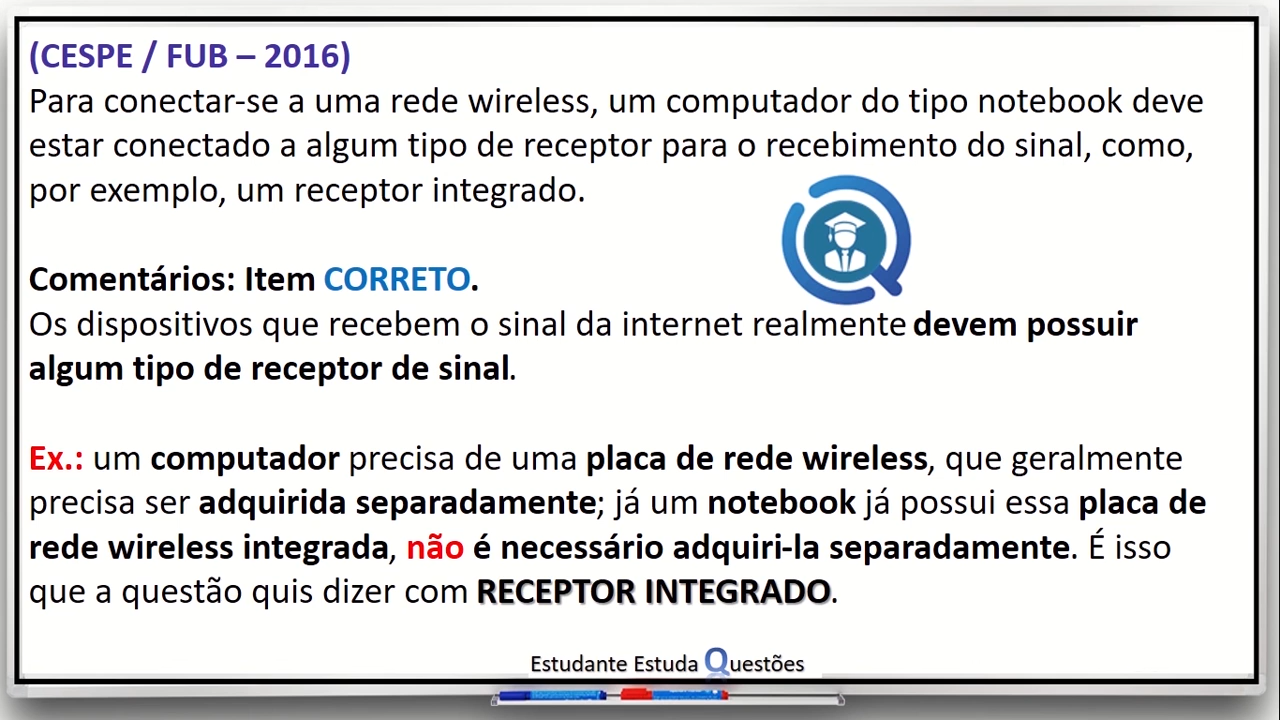 (CESPE / FUB – 2016)
Para conectar-se a uma rede wireless, um computador do tipo notebook deve
estar conectado a algum tipo de receptor para o recebimento do sinal, como,
por exemplo, um receptor integrado.
Comentários: Item CORRETO.
Os dispositivos que recebem o sinal da internet realmente devem possuir
algum tipo de receptor de sinal.
Ex.: um computador precisa de uma placa de rede wireless, que geralmente
precisa ser adquirida separadamente; já um notebook já possui essa placa de
rede wireless integrada, não é necessário adquiri-la separadamente. É isso
que a questão quis dizer com RECEPTOR INTEGRADO.
Estudante Estuda Questões